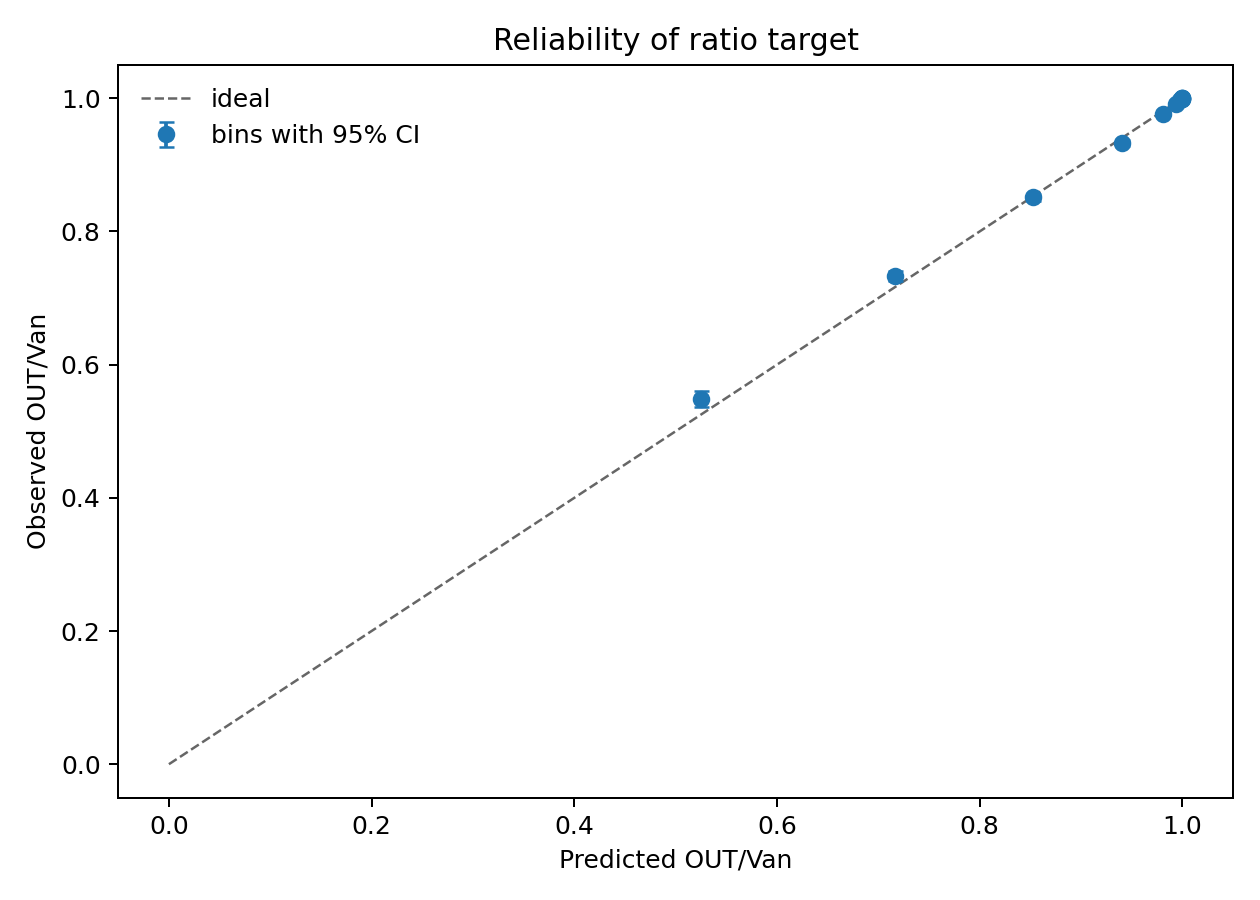 Reliability of ratio target
ideal
bins with 95% CI
Observed OUT/Van
1.0
0.8
0.6
0.4
0.2
0.0
0.0 0.2 0.4 0.6 0.8 1.0
Predicted OUT/Van